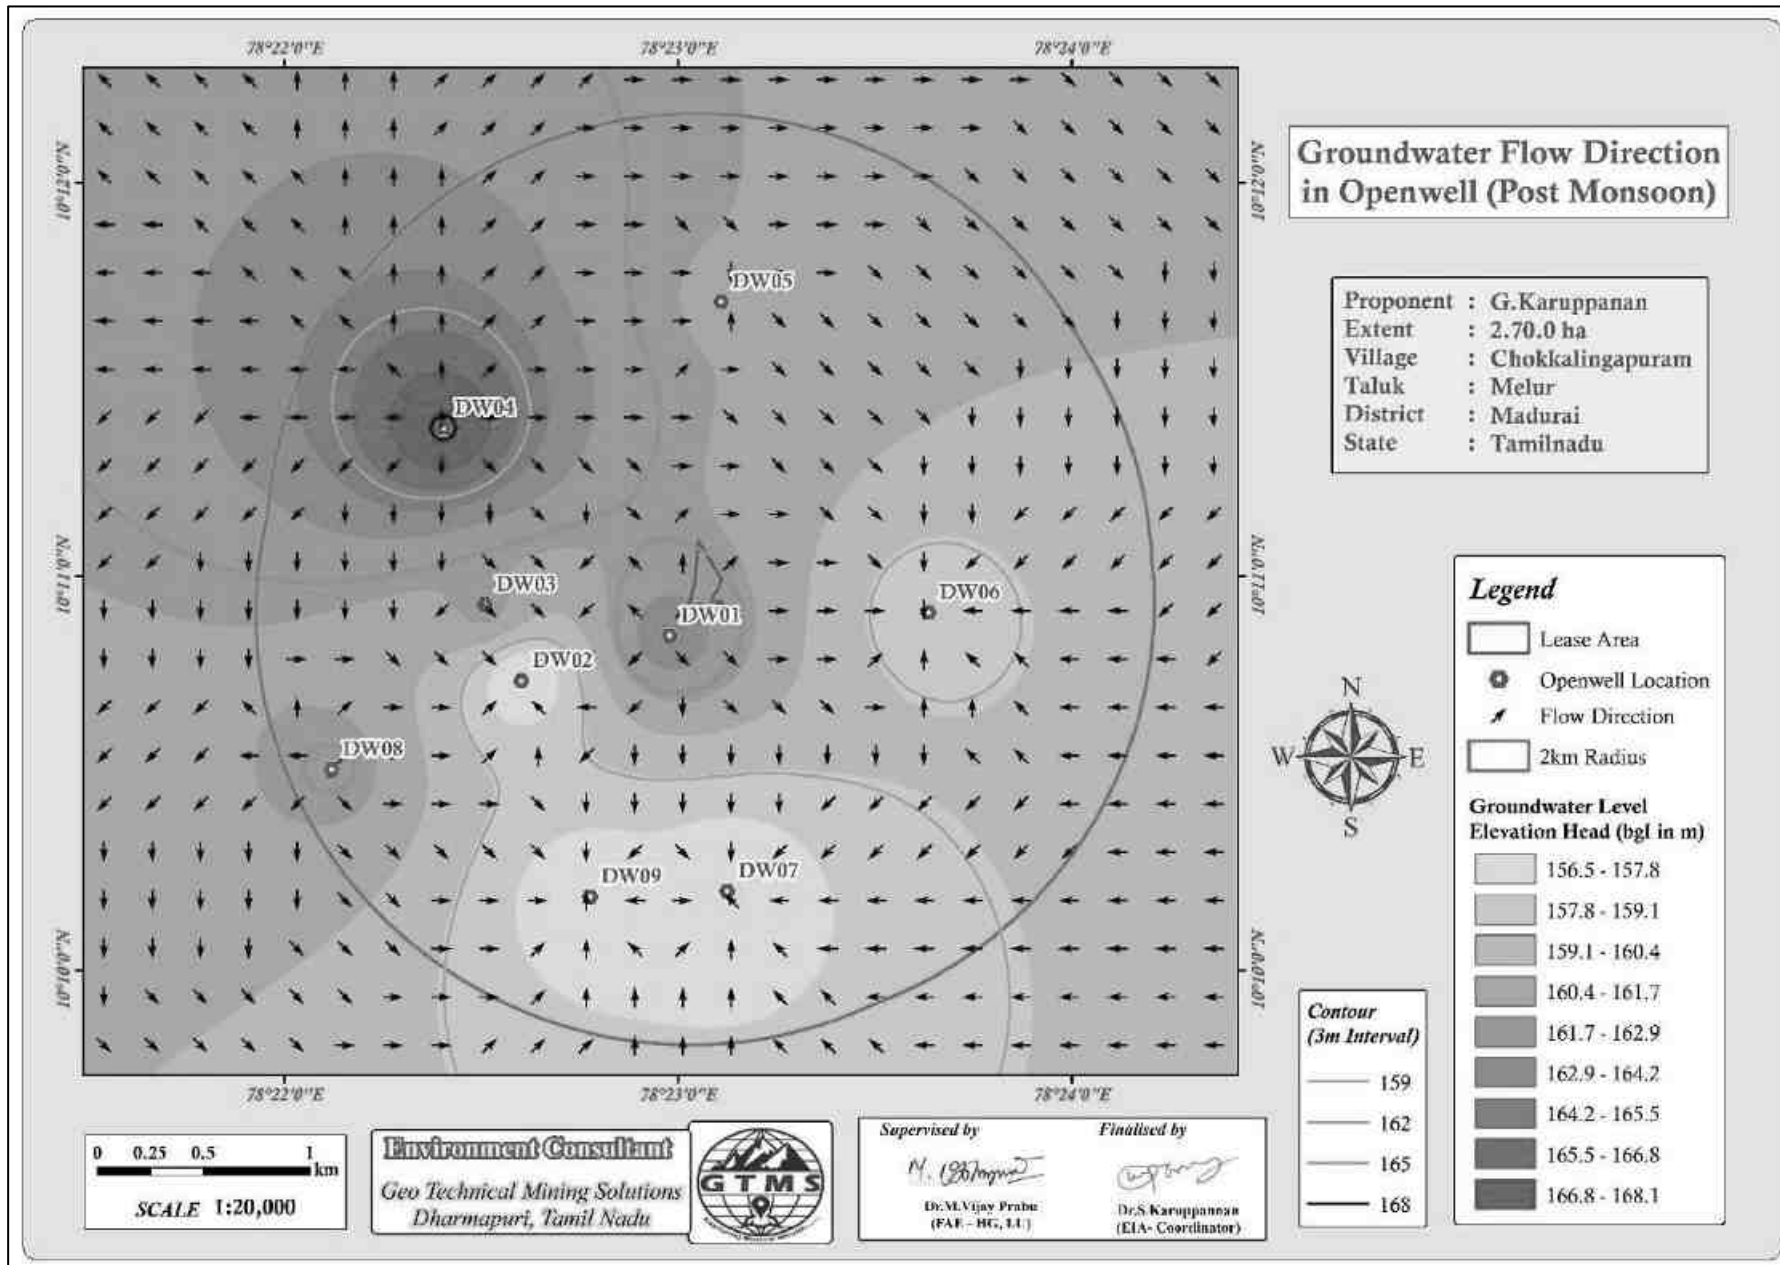 78°22'0"E 78°23'0"E 78°24'0"E
10°12'0"N
10°12'0"N
10°11'0"N
10°11'0"N
10°10'0"N
10°10'0"N
DW05
DW04
DW03
DW01
DW06
DW02
DW08
DW09
DW07
78°22'0"E 78°23'0"E 78°24'0"E
Groundwater Flow Direction
in Openwell (Post Monsoon)
Proponent : G.Karuppanan
Extent : 2.70.0 ha
Village : Chokkalingapuram
Taluk : Melur
District : Madurai
State : Tamilnadu
N
W E
S
Legend
Lease Area
Openwell Location
Flow Direction
2km Radius
Groundwater Level
Elevation Head (bgl in m)
156.5 - 157.8
157.8 - 159.1
159.1 - 160.4
160.4 - 161.7
161.7 - 162.9
162.9 - 164.2
164.2 - 165.5
165.5 - 166.8
166.8 - 168.1
Contour
(3m Interval)
159
162
165
168
0 0.25 0.5 1
km
SCALE 1:20,000
Environment Consultant
Geo Technical Mining Solutions
Dharmapuri, Tamil Nadu
GTMS
Supervised by
Dr.M.Vijay Prabu
(FAE - HG, LU)
Finalised by
Dr.S.Karuppannan
(EIA- Coordinator)